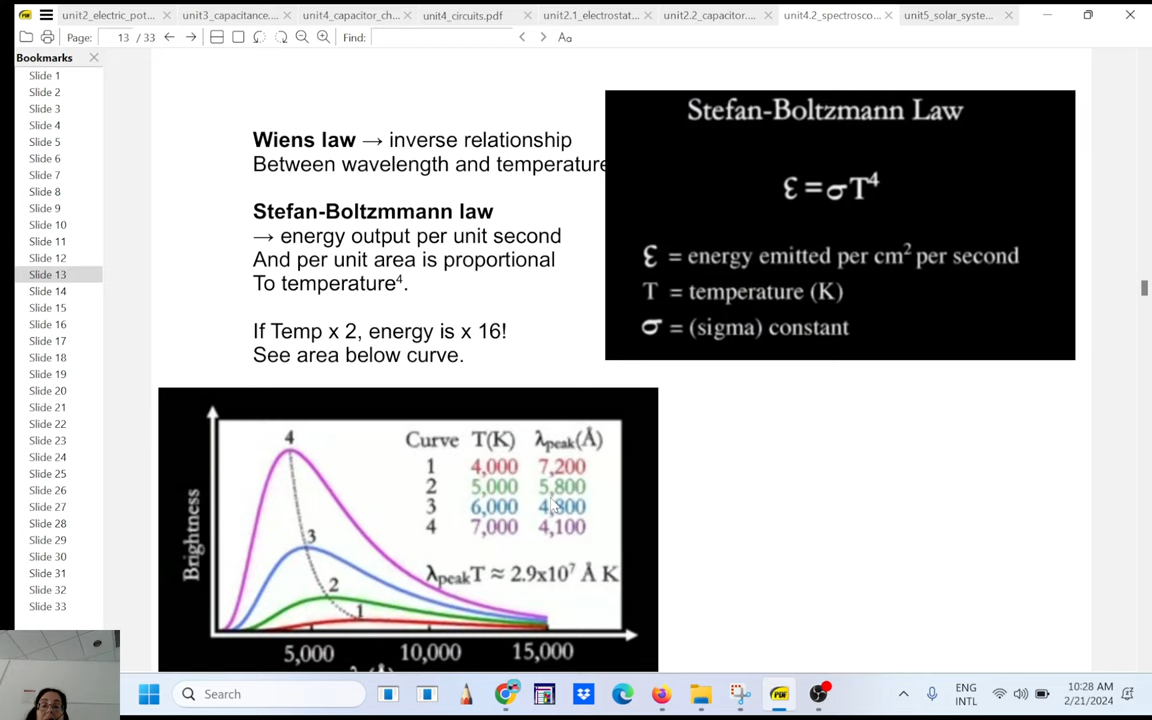 unit2_electric_pot...
unit3_capacitance....
unit4_capacitor_ch...
unit4_circuits.pdf
unit2.1_electrostat...
unit2.2_capacitor....
unit4.2_spectrosco...
unit5_solar_syste...
Page: 13 / 33
Find:
Aa
Bookmarks
Slide 1
Slide 2
Slide 3
Slide 4
Slide 5
Slide 6
Slide 7
Slide 8
Slide 9
Slide 10
Slide 11
Slide 12
Slide 13
Slide 14
Slide 15
Slide 16
Slide 17
Slide 18
Slide 19
Slide 20
Slide 21
Slide 22
Slide 23
Slide 24
Slide 25
Slide 26
Slide 27
Slide 28
Slide 29
Slide 30
Slide 31
Slide 32
Slide 33
Wiens law → inverse relationship
Between wavelength and temperature
Stefan-Boltzmmann law
→ energy output per unit second
And per unit area is proportional
To temperature⁴.
If Temp x 2, energy is x 16!
See area below curve.
Stefan-Boltzmann Law
Ɛ = σT⁴
Ɛ = energy emitted per cm² per second
T = temperature (K)
σ = (sigma) constant
Curve T(K) λpeak(Å)
1 4,000 7,200
2 5,000 5,800
3 6,000 4,800
4 7,000 4,100
λpeakT ≈ 2.9x10⁷ Å K
4
3
2
1
Brightness
5,000 10,000 15,000
Search
PDF
ENG
INTL
10:28 AM
2/21/2024